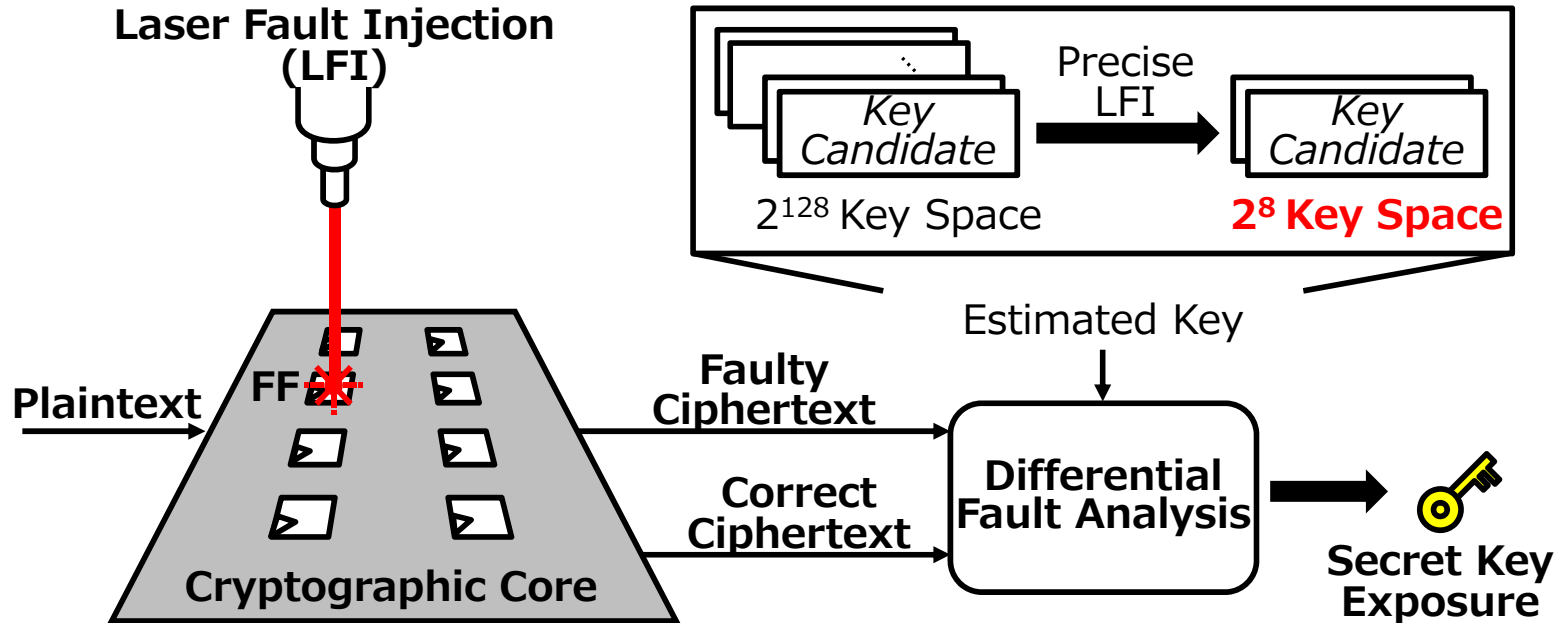 Laser Fault Injection
(LFI)
Key
Candidate
2¹²⁸ Key Space
Precise
LFI
Key
Candidate
2⁸ Key Space
Estimated Key
Plaintext
FF
Cryptographic Core
Faulty
Ciphertext
Correct
Ciphertext
Differential
Fault Analysis
Secret Key
Exposure